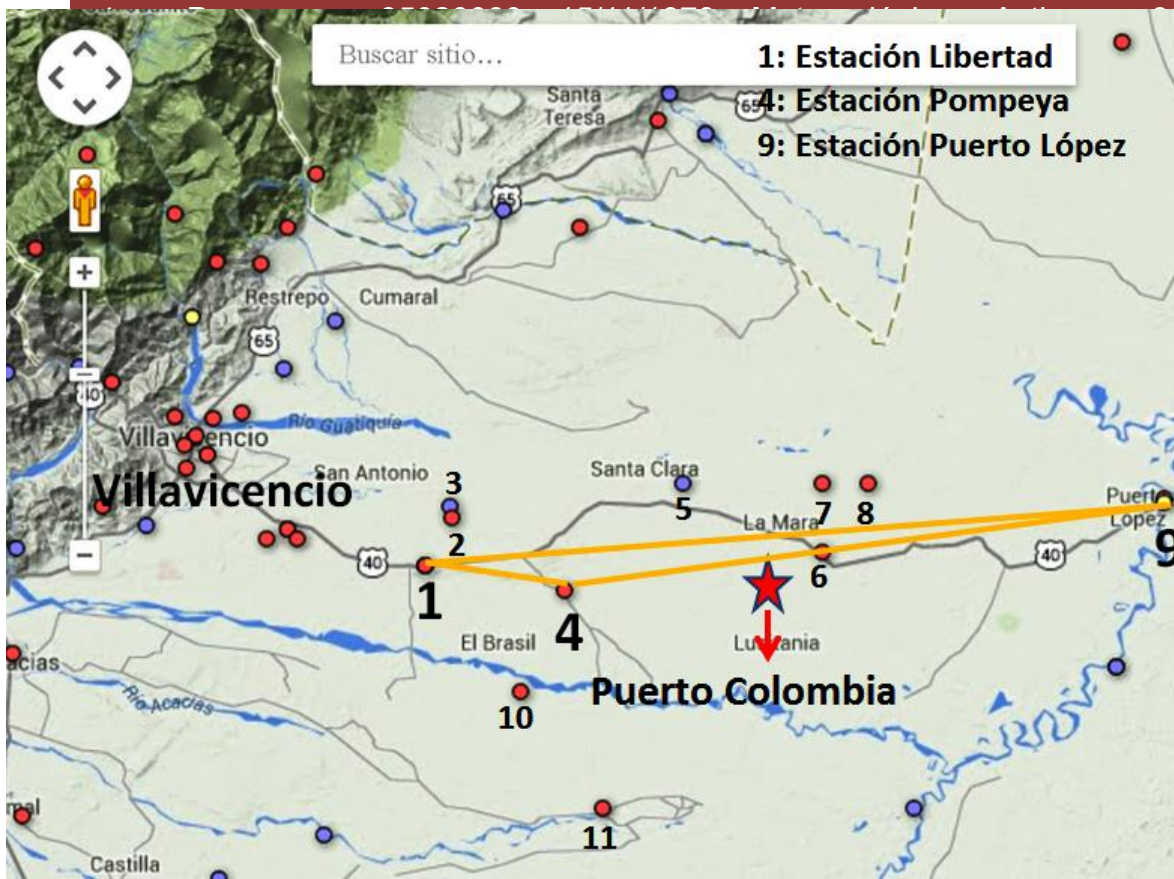 Buscar sitio...
1: Estación Libertad
4: Estación Pompeya
9: Estación Puerto López
Santa
Teresa
65
65
Restrepo
Cumaral
65
40
Río Guatiquía
Villavicencio
San Antonio
Santa Clara
Villavicencio
3
5
7
8
La Mara
Puerto
López
2
40
40
9
1
4
6
El Brasil
Puerto Colombia
Río Acacías
10
11
Castilla